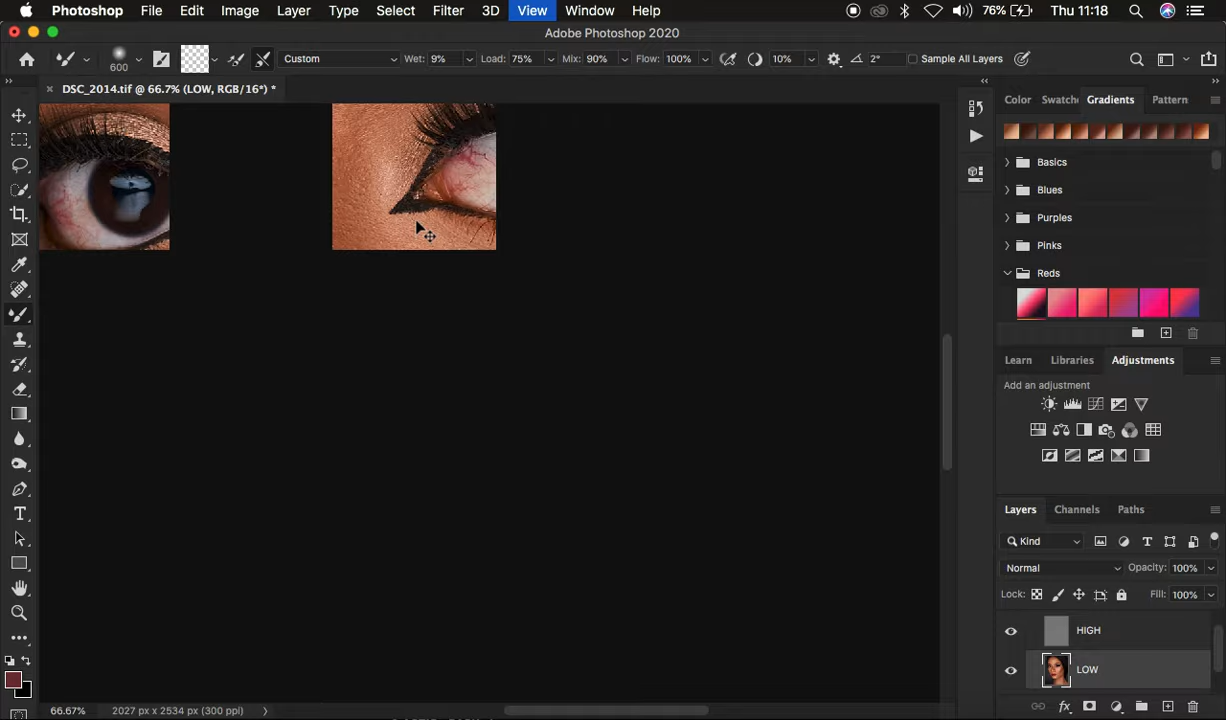 Photoshop File Edit Image Layer Type Select Filter 3D View Window Help 76% Thu 11:18
Adobe Photoshop 2020
600 Custom Wet: 9% Load: 75% Mix: 90% Flow: 100% 10% 2° Sample All Layers
DSC_2014.tif @ 66.7% (LOW, RGB/16*) *
Color Swatche Gradients Pattern
Basics
Blues
Purples
Pinks
Reds
Learn Libraries Adjustments
Add an adjustment
Layers Channels Paths
Kind
Normal Opacity: 100%
Lock: Fill: 100%
HIGH
LOW
66.67% 2027 px x 2534 px (300 ppi)